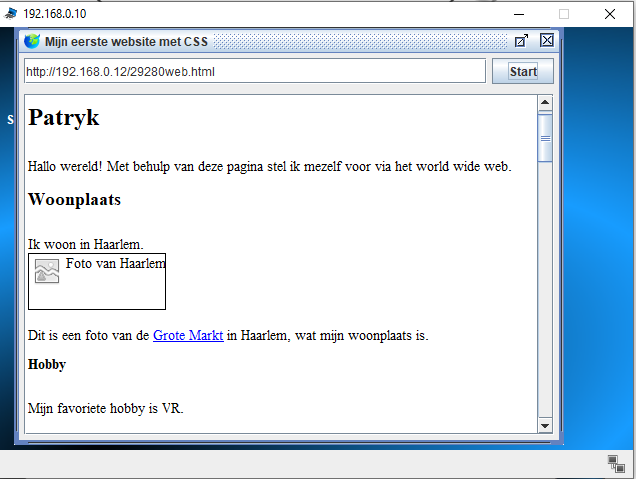 192.168.0.10
Mijn eerste website met CSS
http://192.168.0.12/29280web.html
Start
S
Patryk
Hallo wereld! Met behulp van deze pagina stel ik mezelf voor via het world wide web.
Woonplaats
Ik woon in Haarlem.
Foto van Haarlem
Dit is een foto van de Grote Markt in Haarlem, wat mijn woonplaats is.
Hobby
Mijn favoriete hobby is VR.